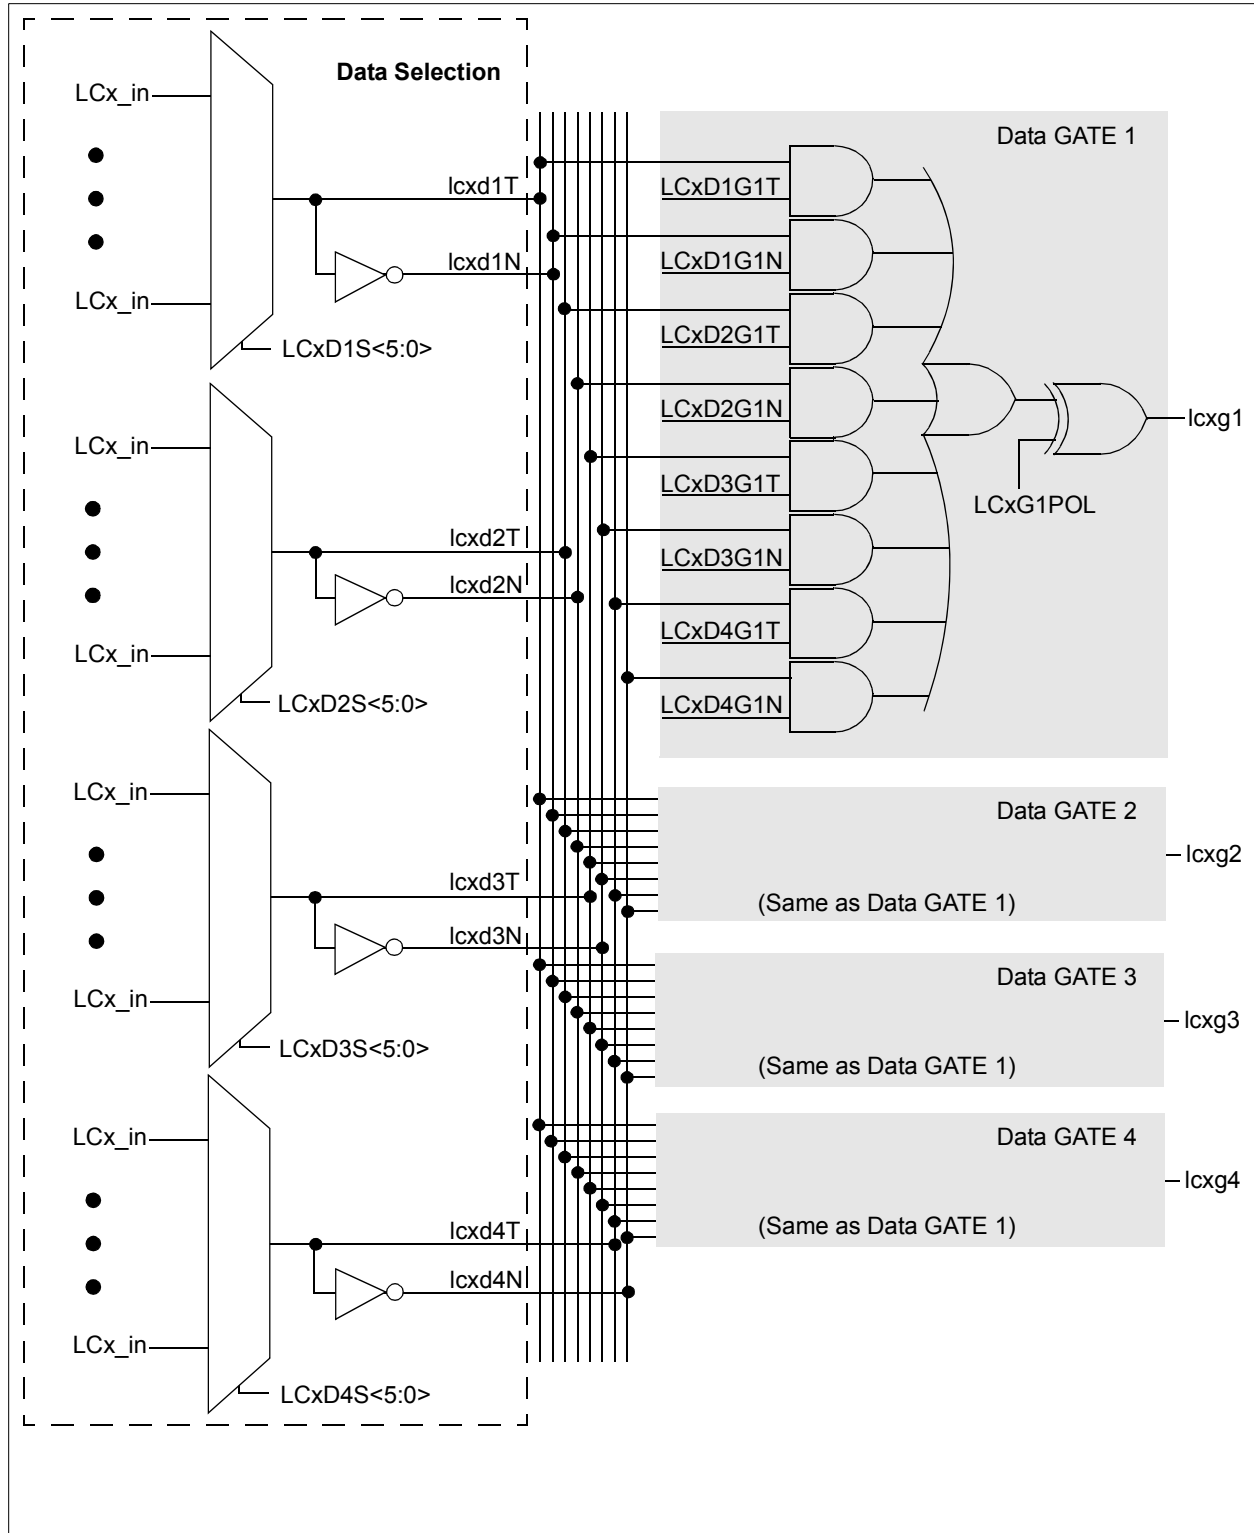 Data Selection
LCx_in
LCx_in
LCxD1S<5:0>
lcxd1T
lcxd1N
LCx_in
LCx_in
LCxD2S<5:0>
lcxd2T
lcxd2N
LCx_in
LCx_in
LCxD3S<5:0>
lcxd3T
lcxd3N
LCx_in
LCx_in
LCxD4S<5:0>
lcxd4T
lcxd4N
Data GATE 1
LCxD1G1T
LCxD1G1N
LCxD2G1T
LCxD2G1N
LCxD3G1T
LCxD3G1N
LCxD4G1T
LCxD4G1N
LCxG1POL
lcxg1
Data GATE 2
(Same as Data GATE 1)
lcxg2
Data GATE 3
(Same as Data GATE 1)
lcxg3
Data GATE 4
(Same as Data GATE 1)
lcxg4